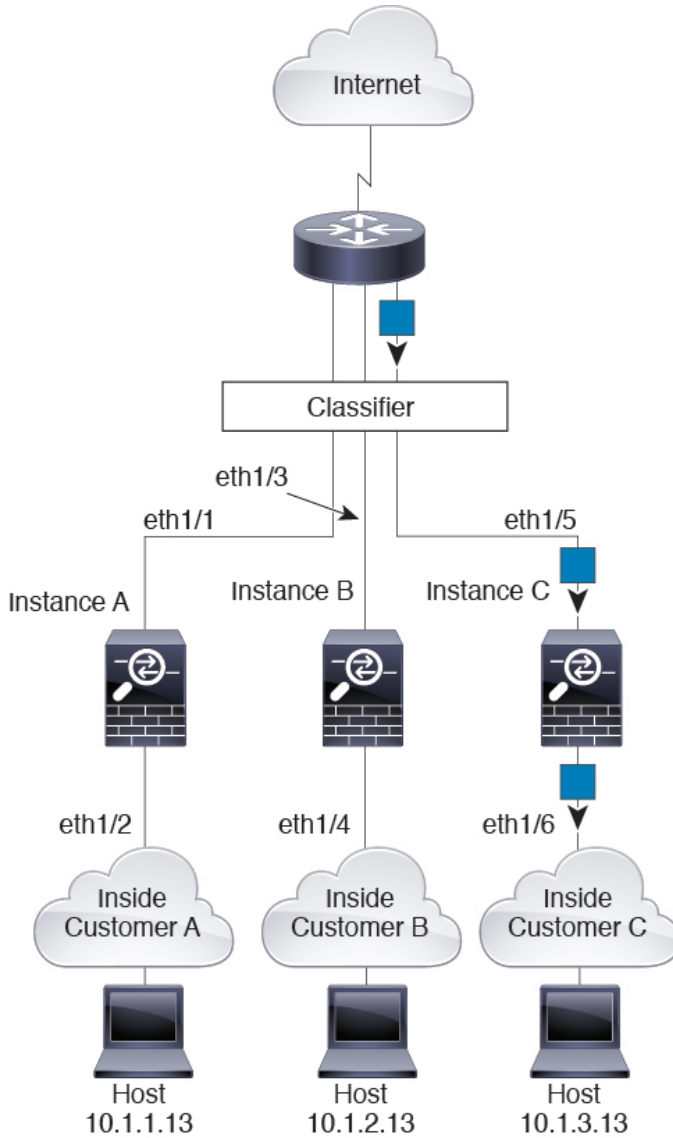 Internet
Classifier
eth1/3
eth1/1
eth1/5
Instance A
Instance B
Instance C
eth1/2
eth1/4
eth1/6
Inside
Customer A
Inside
Customer B
Inside
Customer C
Host
10.1.1.13
Host
10.1.2.13
Host
10.1.3.13